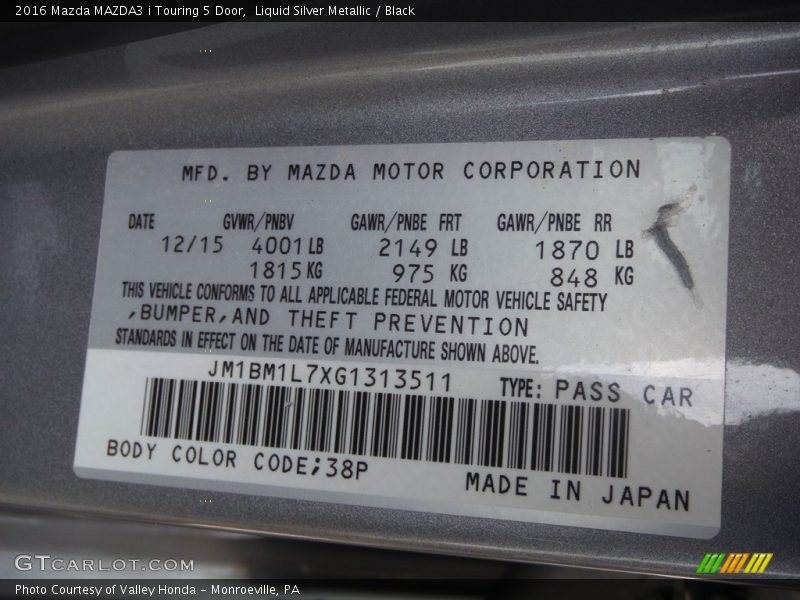 2016 Mazda MAZDA3 i Touring 5 Door, Liquid Silver Metallic / Black
MFD. BY MAZDA MOTOR CORPORATION
DATE GVWR/PNBV GAWR/PNBE FRT GAWR/PNBE RR
12/15 4001 LB 2149 LB 1870 LB
1815 KG 975 KG 848 KG
THIS VEHICLE CONFORMS TO ALL APPLICABLE FEDERAL MOTOR VEHICLE SAFETY
,BUMPER,AND THEFT PREVENTION
STANDARDS IN EFFECT ON THE DATE OF MANUFACTURE SHOWN ABOVE.
JM1BM1L7XG1313511 TYPE: PASS CAR
BODY COLOR CODE;38P
MADE IN JAPAN
GTCARLOT.COM
Photo Courtesy of Valley Honda - Monroeville, PA